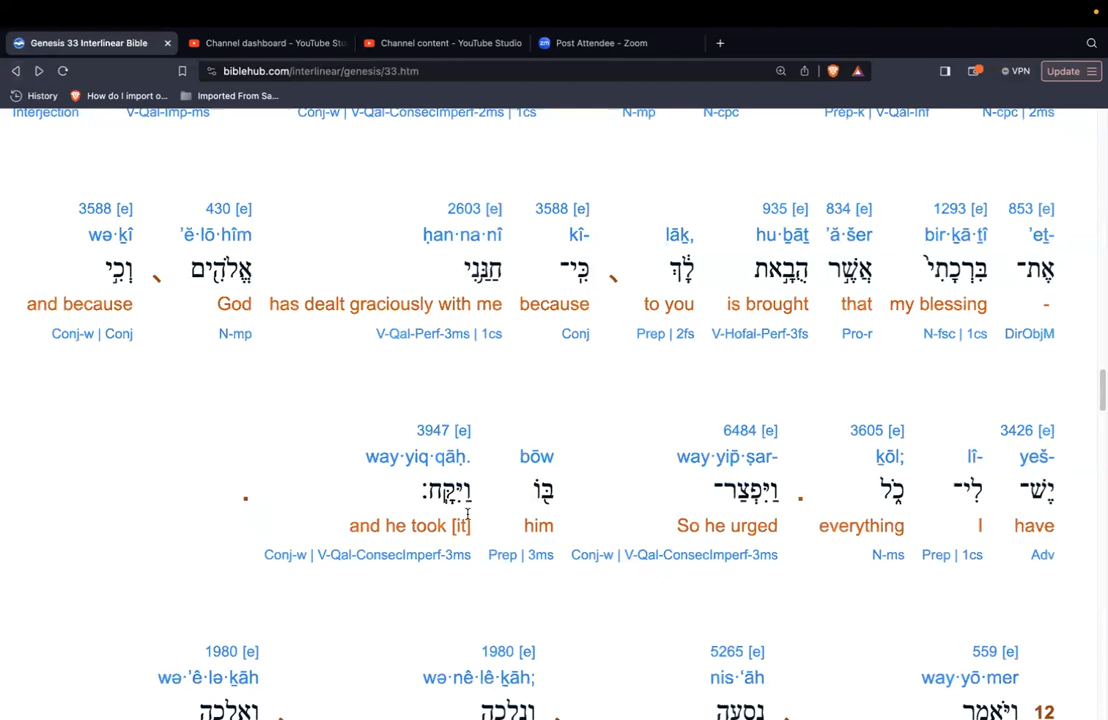 Genesis 33 Interlinear Bible
Channel dashboard - YouTube Stu
Channel content - YouTube Studio
Post Attendee - Zoom
biblehub.com/interlinear/genesis/33.htm
VPN
Update
History
How do I import o...
Imported From Sa...
Interjection V-Qal-Imp-ms Conj-w | V-Qal-ConsecImperf-2ms | 1cs N-mp N-cpc Prep-k | V-Qal-Inf N-cpc | 2ms
3588 [e] 430 [e] 2603 [e] 3588 [e] 935 [e] 834 [e] 1293 [e] 853 [e]
wə·ḵî 'ĕ·lō·hîm ḥan·na·nî kî- lāḵ, hu·ḇāṯ 'ă·šer bir·ḵā·ṯî 'eṯ-
אֶת־ בִּרְכָתִי֙ אֲשֶׁ֣ר הֻבָ֣את לָ֔ךְ כִּֽי־ חַנַּ֥נִי אֱלֹהִ֖ים וְכִ֣י
and because God has dealt graciously with me because to you is brought that my blessing -
Conj-w | Conj N-mp V-Qal-Perf-3ms | 1cs Conj Prep | 2fs V-Hofal-Perf-3fs Pro-r N-fsc | 1cs DirObjM
3947 [e] 6484 [e] 3605 [e] 3426 [e]
way·yiq·qāḥ. bōw way·yip̄·ṣar- ḵōl; lî- yeš-
יֶשׁ־ לִי־ כֹ֑ל . וַיִּפְצַר־ בּ֖וֹ וַיִּקָּֽח׃ .
and he took [it] him So he urged everything I have
Conj-w | V-Qal-ConsecImperf-3ms Prep | 3ms Conj-w | V-Qal-ConsecImperf-3ms N-ms Prep | 1cs Adv
1980 [e] 1980 [e] 5265 [e] 559 [e]
wə·'ê·lə·ḵāh wə·nê·lê·ḵāh; nis·'āh way·yō·mer
12 וַיֹּ֖אמֶר נִסְעָ֣ה וְנֵלֵ֑כָה וְאֵלְכָ֖ה